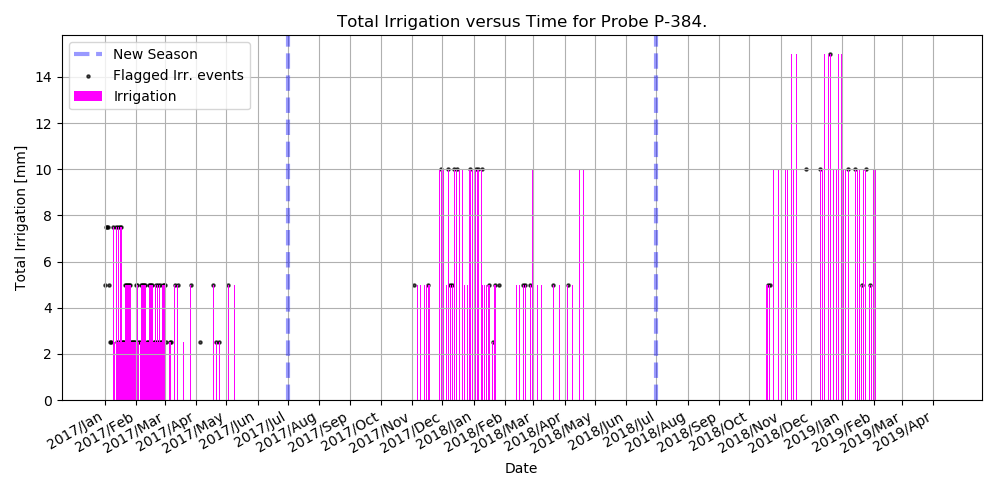 Total Irrigation versus Time for Probe P-384.
New Season
Flagged Irr. events
Irrigation
Total Irrigation [mm]
14
12
10
8
6
4
2
0
2017/Jan
2017/Feb
2017/Mar
2017/Apr
2017/May
2017/Jun
2017/Jul
2017/Aug
2017/Sep
2017/Oct
2017/Nov
2017/Dec
2018/Jan
2018/Feb
2018/Mar
2018/Apr
2018/May
2018/Jun
2018/Jul
2018/Aug
2018/Sep
2018/Oct
2018/Nov
2018/Dec
2019/Jan
2019/Feb
2019/Mar
2019/Apr
Date